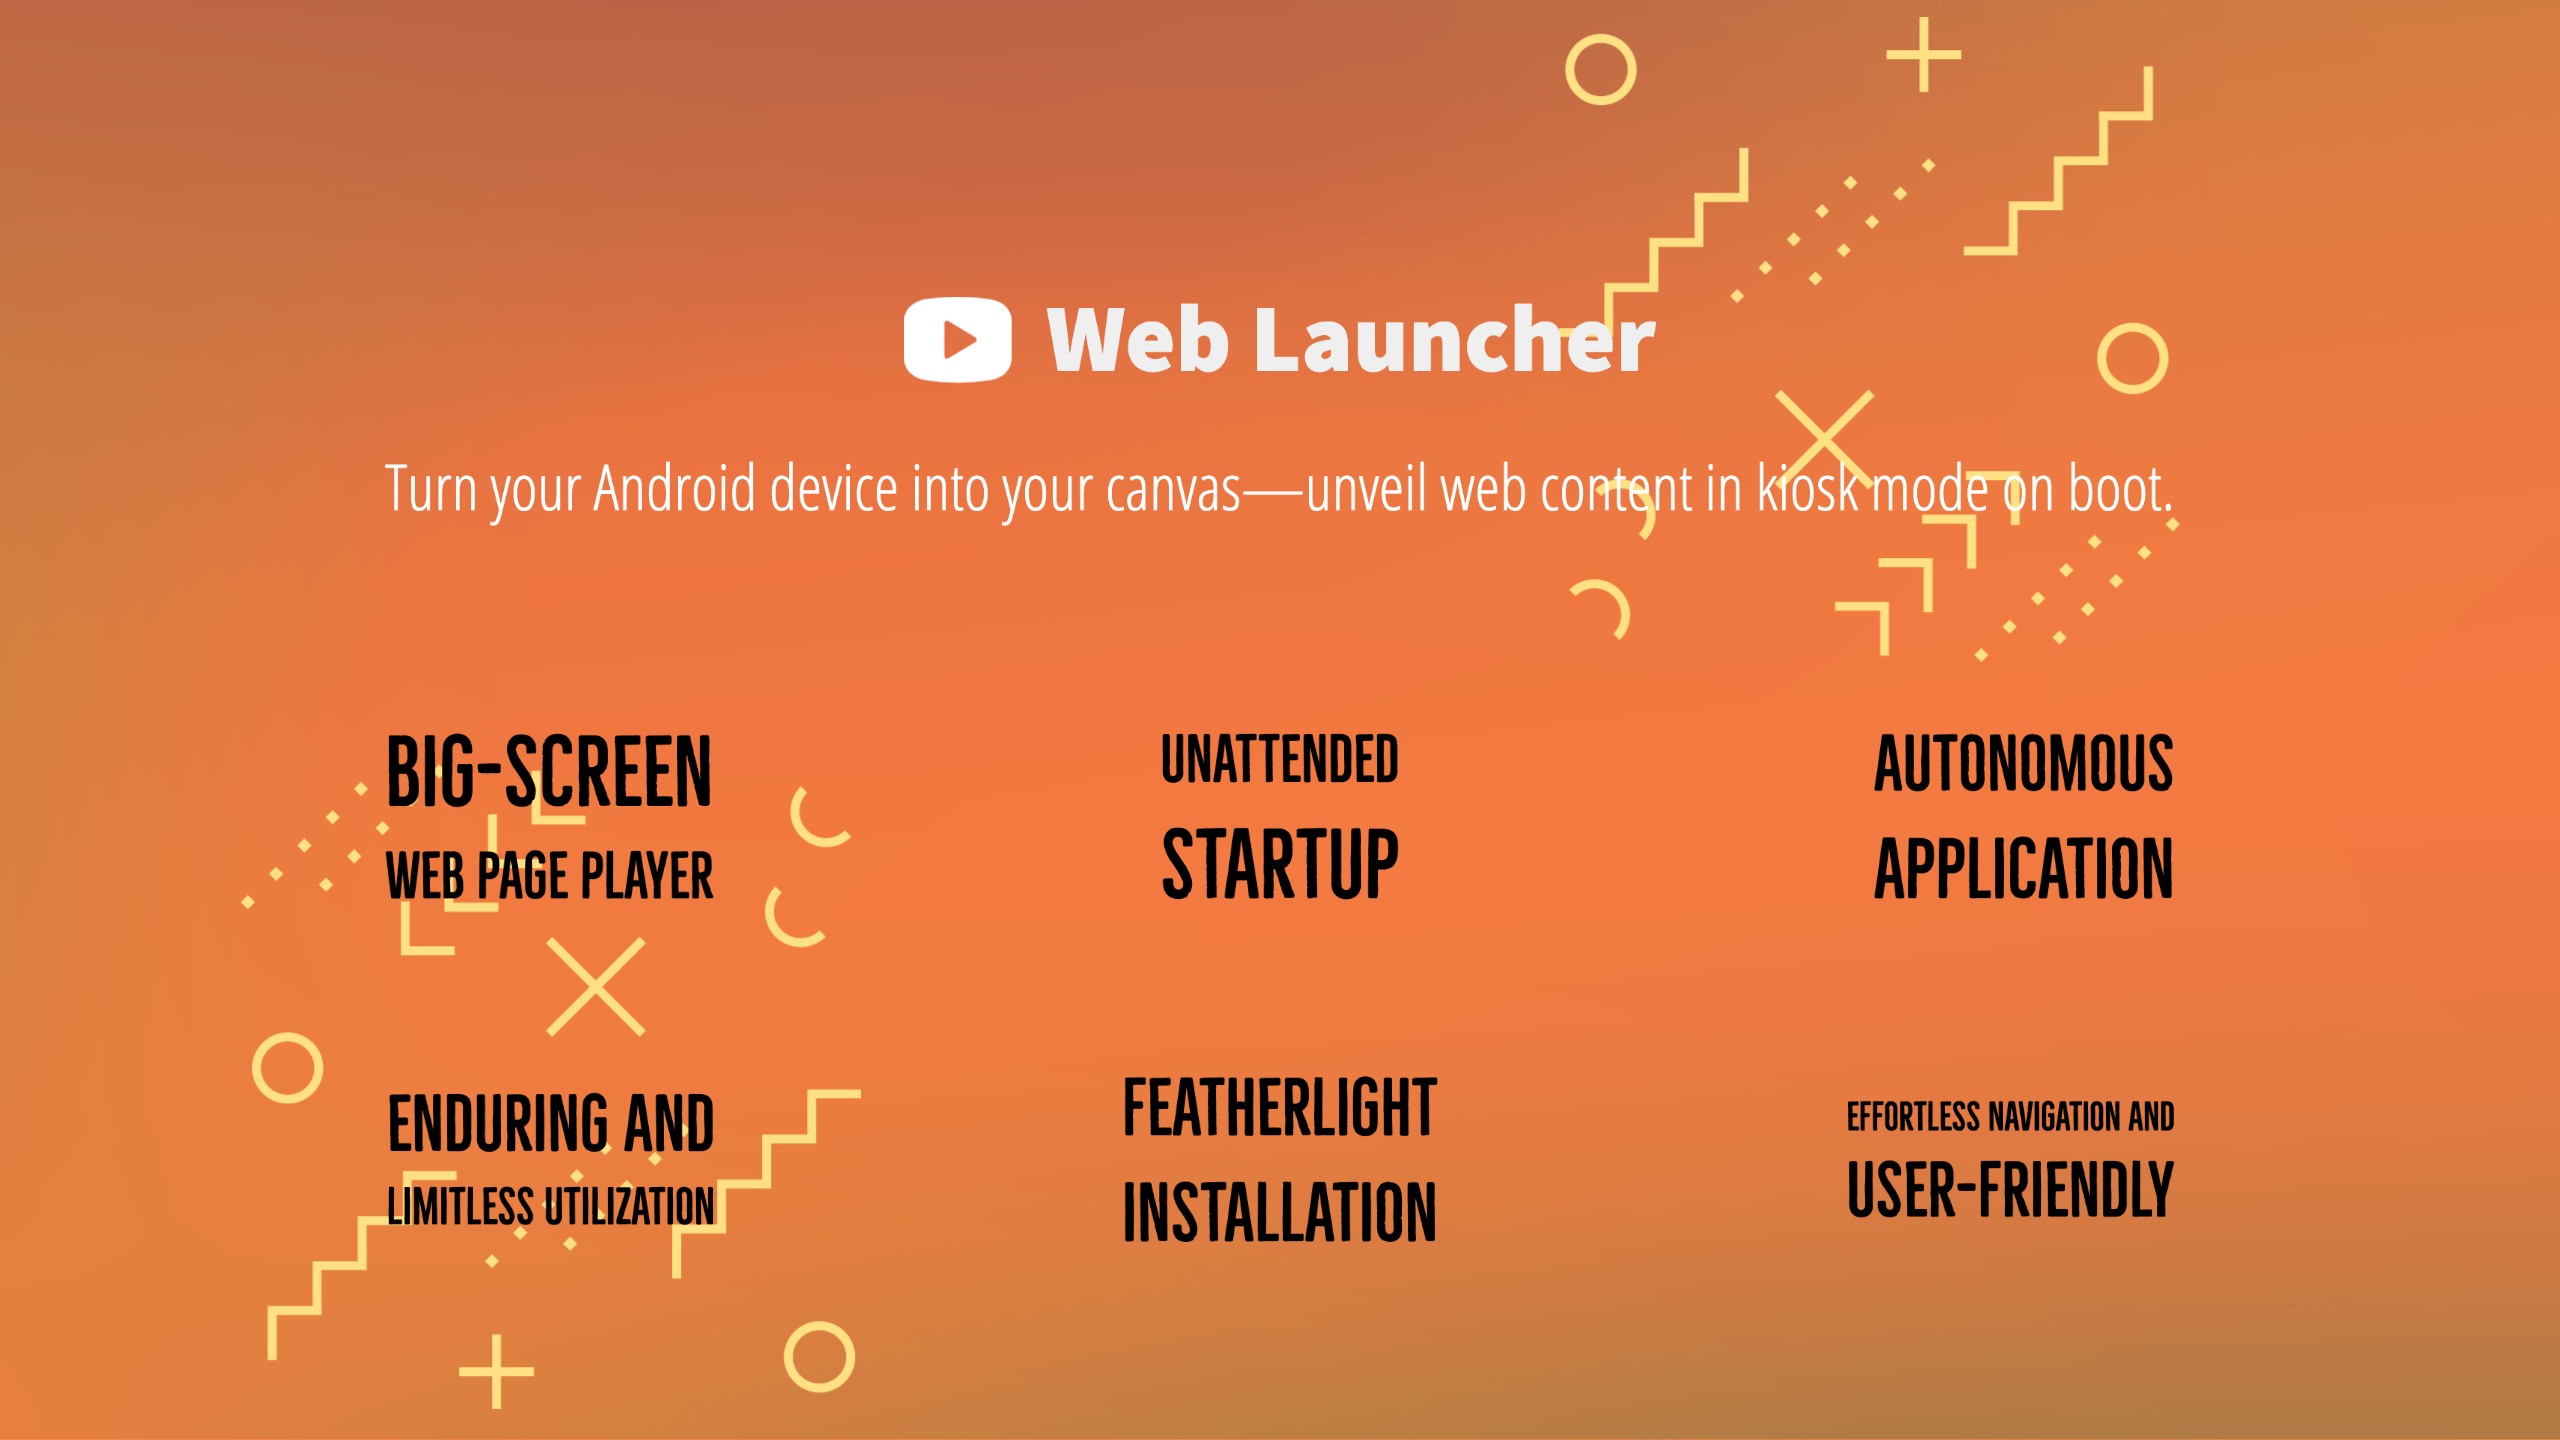 Web Launcher
Turn your Android device into your canvas—unveil web content in kiosk mode on boot.
BIG-SCREEN
WEB PAGE PLAYER
UNATTENDED
STARTUP
AUTONOMOUS
APPLICATION
ENDURING AND
LIMITLESS UTILIZATION
FEATHERLIGHT
INSTALLATION
EFFORTLESS NAVIGATION AND
USER-FRIENDLY